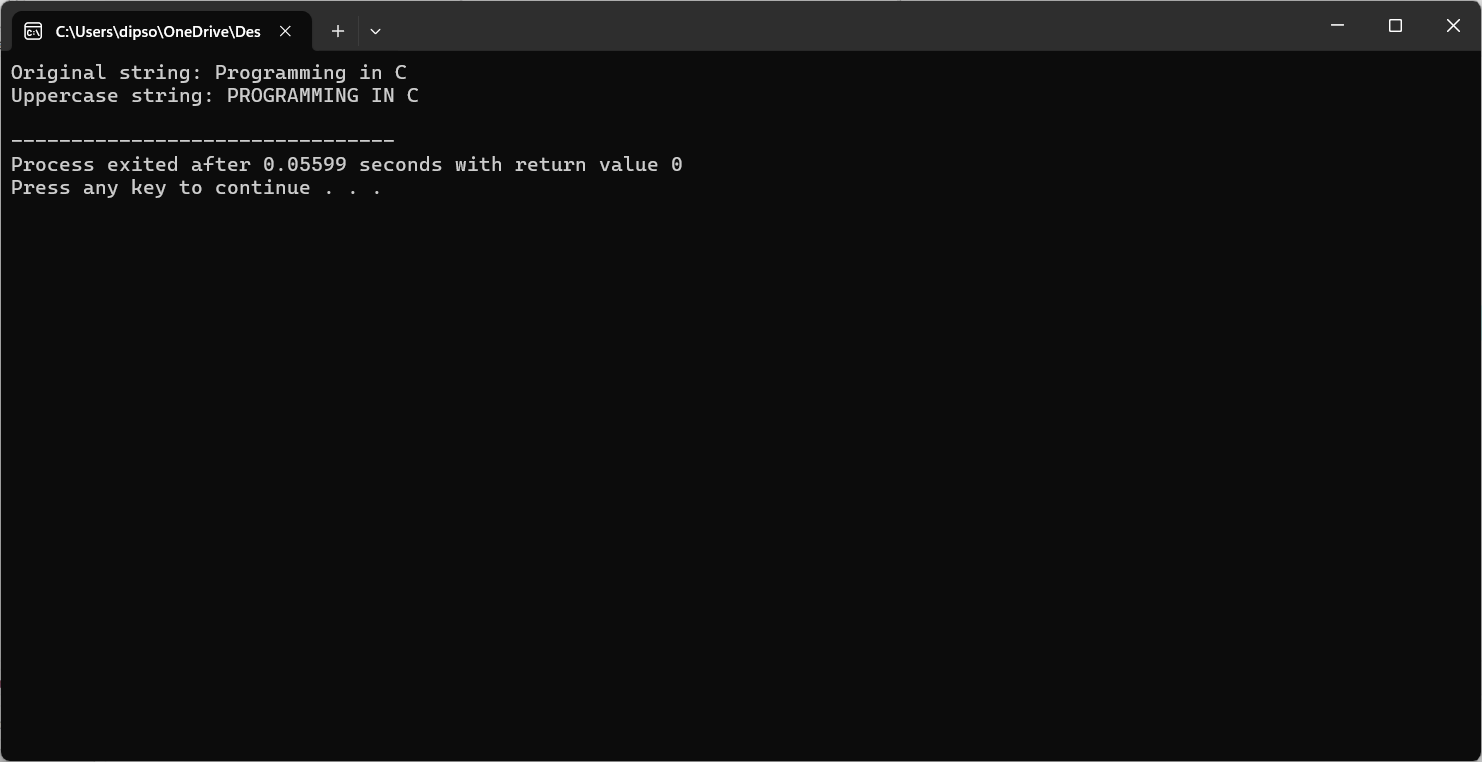 C:\Users\dipso\OneDrive\Des
Original string: Programming in C
Uppercase string: PROGRAMMING IN C
--------------------------------
Process exited after 0.05599 seconds with return value 0
Press any key to continue . . .